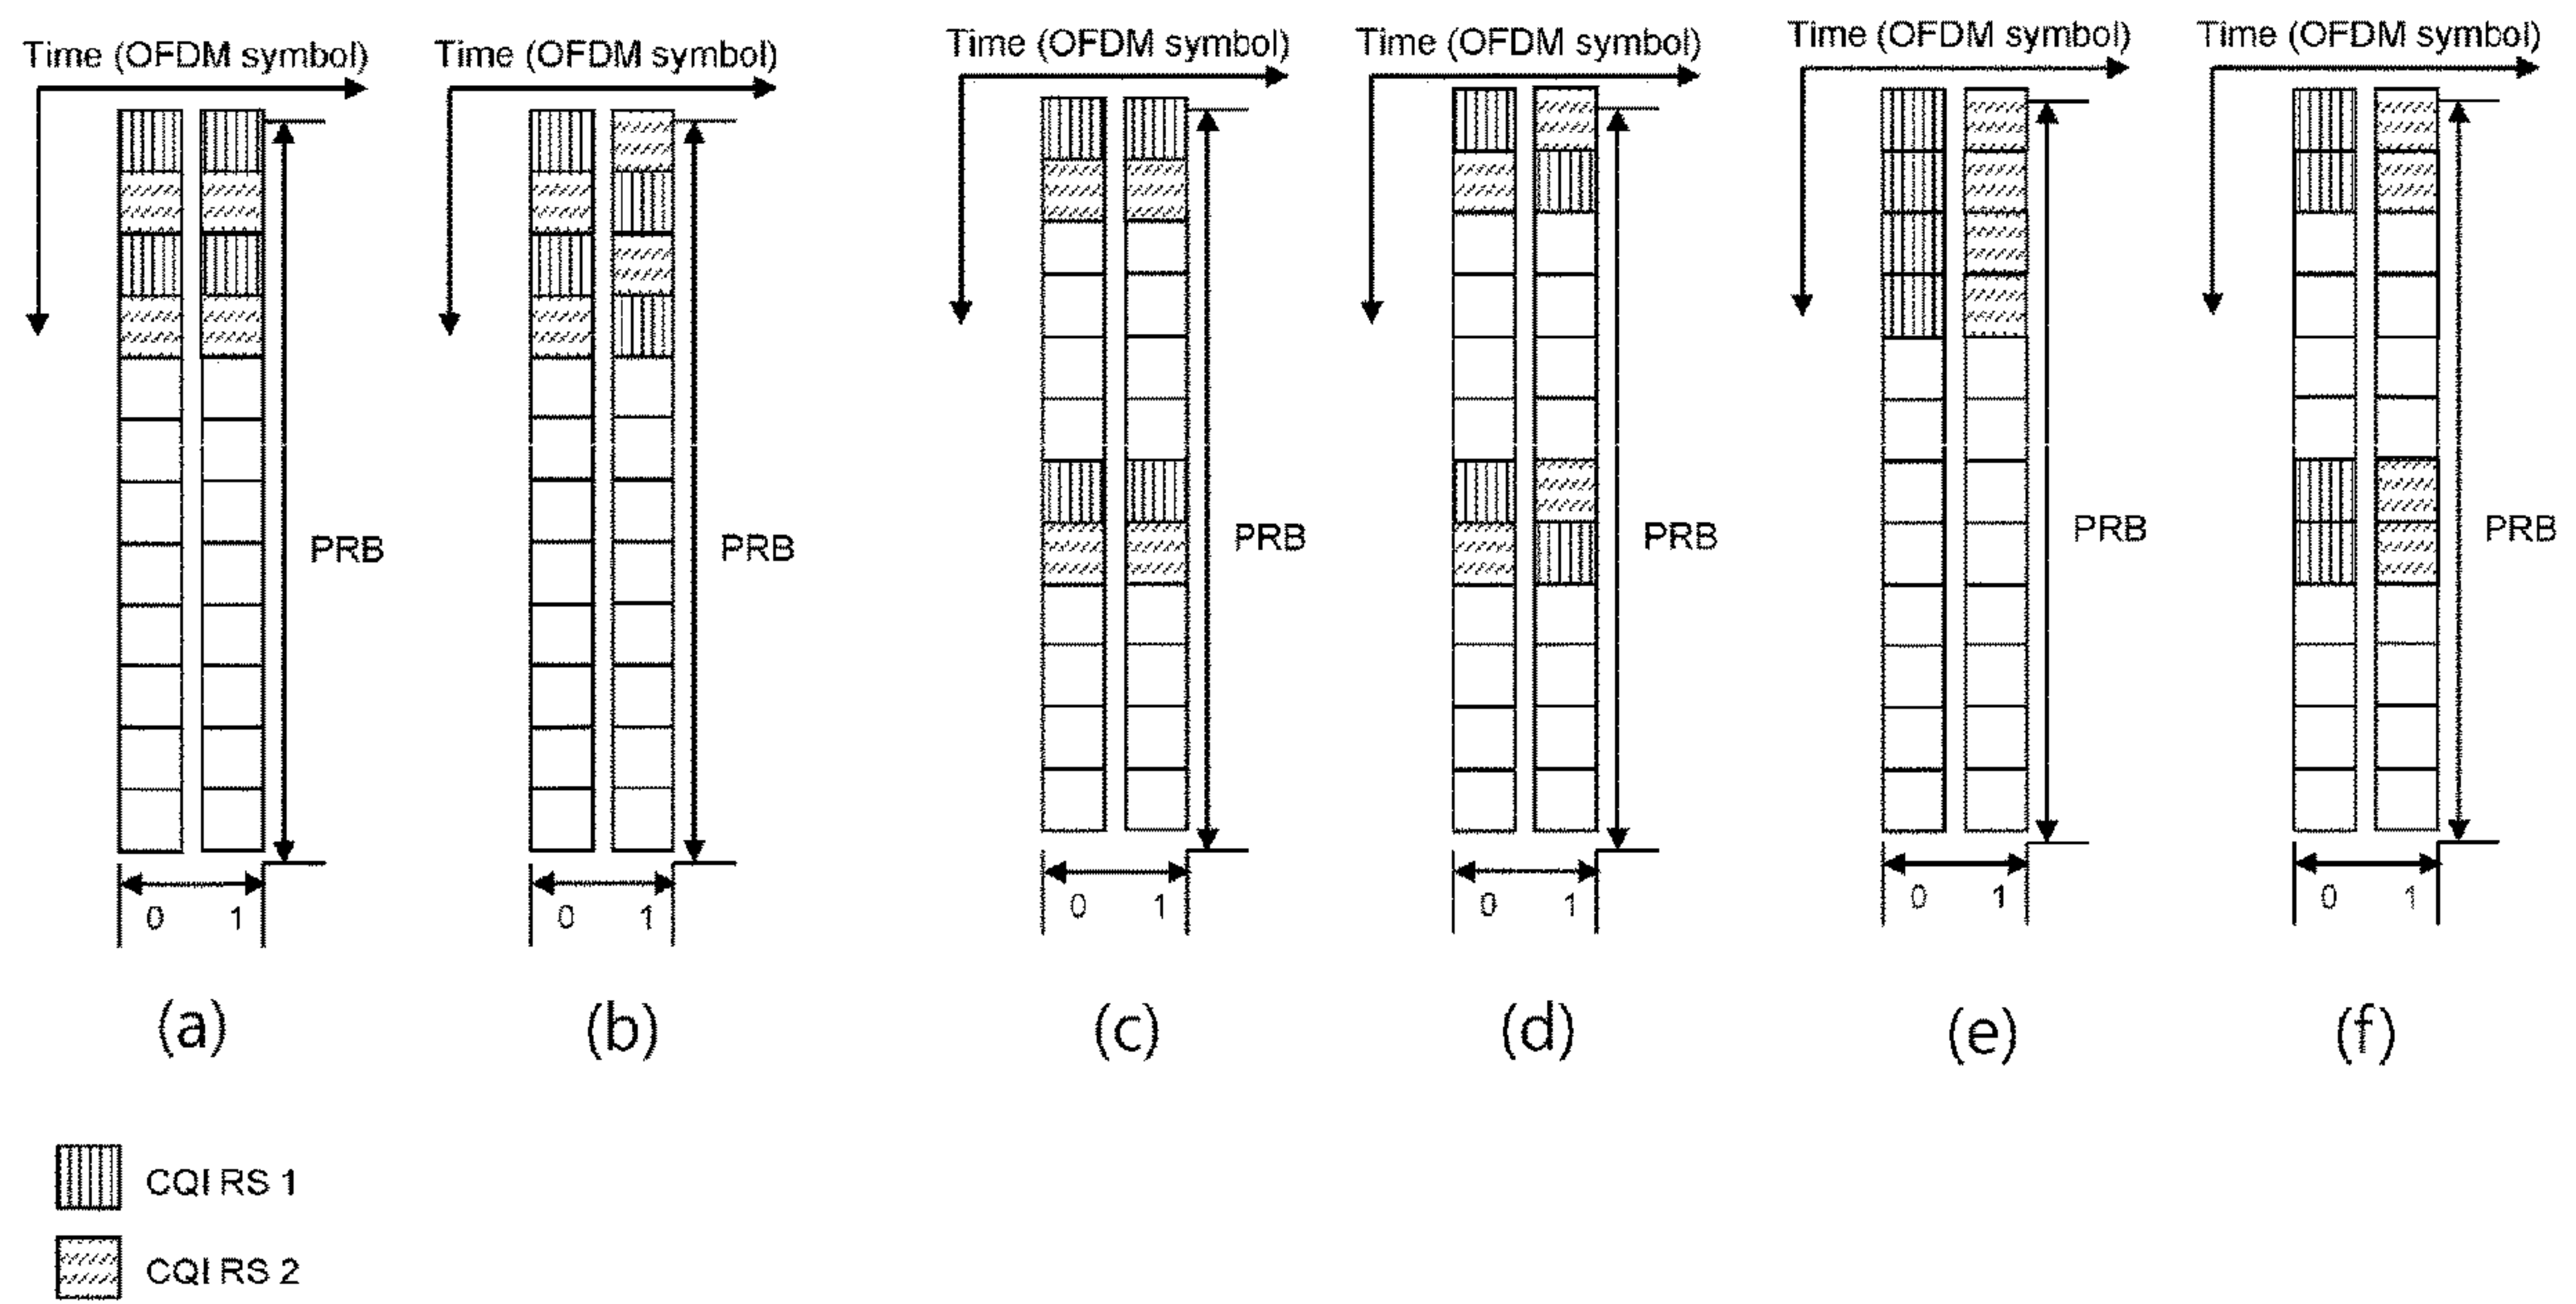 Time (OFDM symbol) Time (OFDM symbol) Time (OFDM symbol) Time (OFDM symbol) Time (OFDM symbol) Time (OFDM symbol)
PRB PRB PRB PRB PRB PRB
0 1 0 1 0 1 0 1 0 1 0 1
(a) (b) (c) (d) (e) (f)
CQI RS 1
CQI RS 2